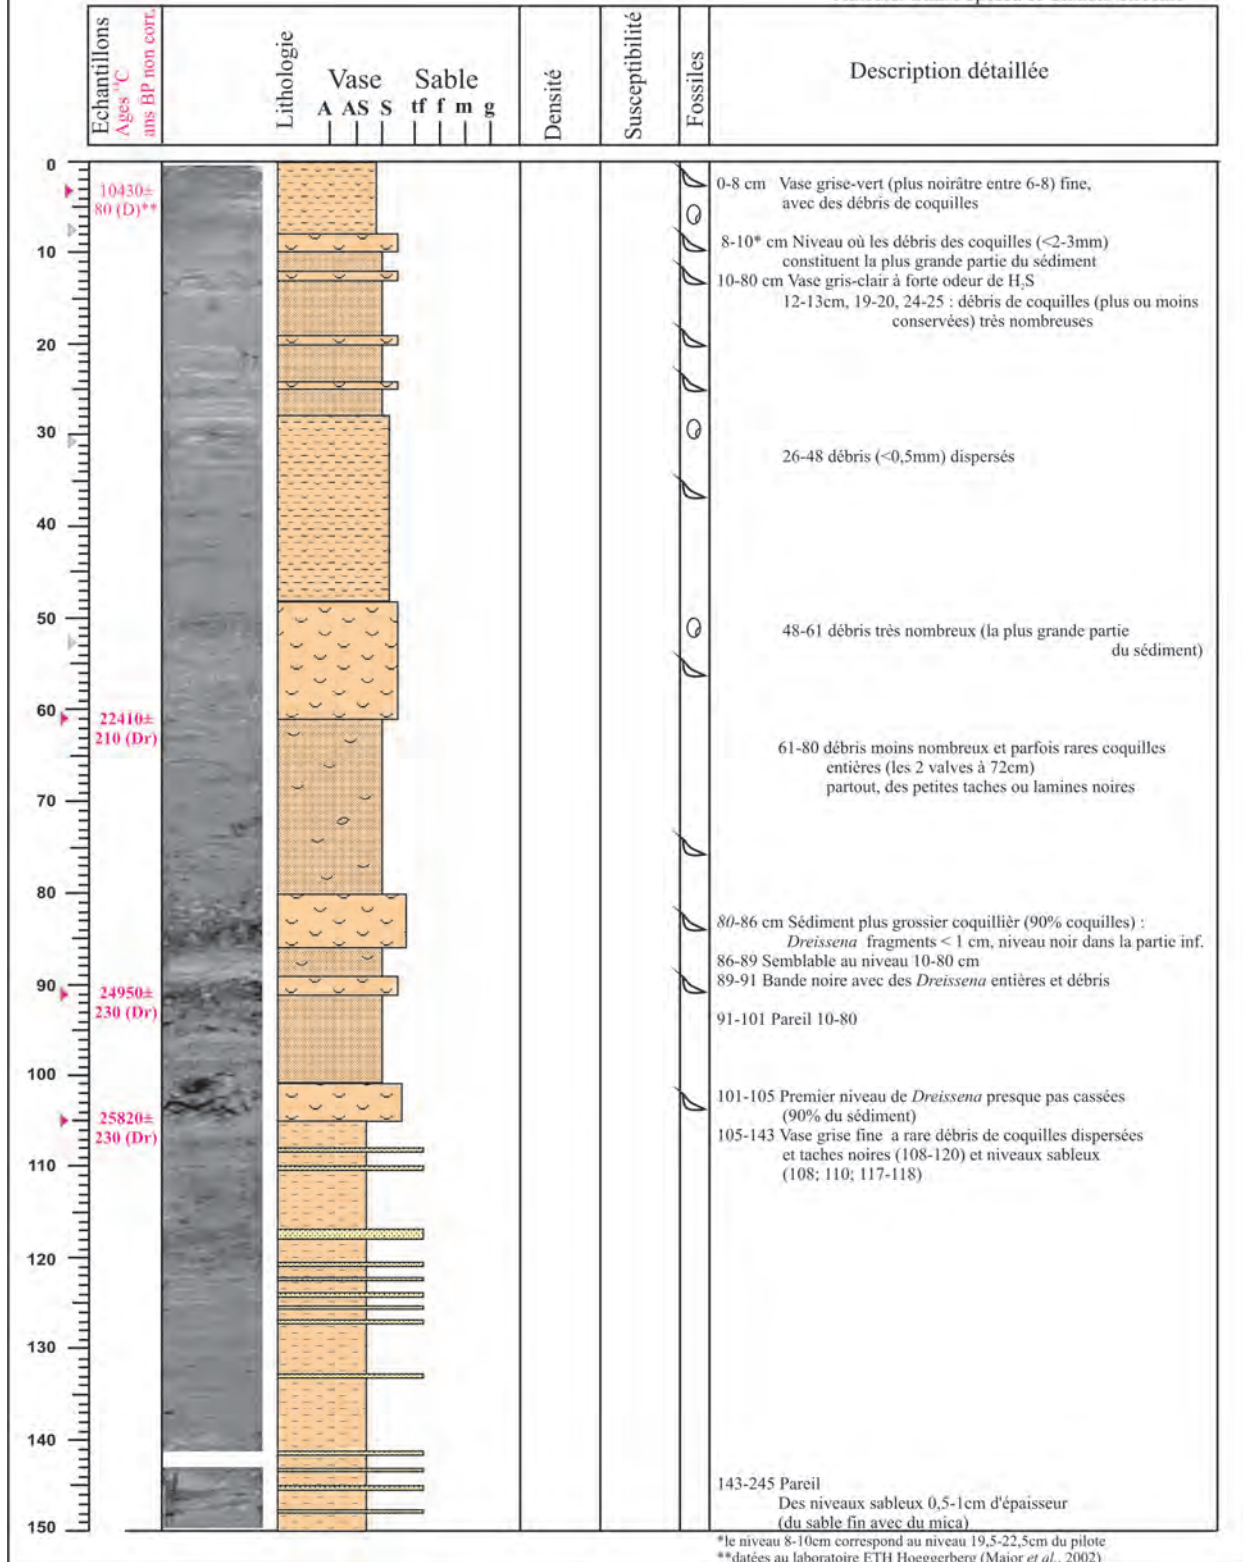 Echantillons
Ages ¹⁴C
ans BP non corr.
Lithologie
Vase
Sable
A AS S tf f m g
Densité
Susceptibilité
Fossiles
Description détaillée
0
10
20
30
40
50
60
70
80
90
100
110
120
130
140
150
10430±
80 (D)**
22410±
210 (Dr)
24950±
230 (Dr)
25820±
230 (Dr)
0-8 cm Vase grise-vert (plus noirâtre entre 6-8) fine,
avec des débris de coquilles
8-10* cm Niveau où les débris des coquilles (<2-3mm)
constituent la plus grande partie du sédiment
10-80 cm Vase gris-clair à forte odeur de H₂S
12-13cm, 19-20, 24-25 : débris de coquilles (plus ou moins
conservées) très nombreuses
26-48 débris (<0,5mm) dispersés
48-61 débris très nombreux (la plus grande partie
du sédiment)
61-80 débris moins nombreux et parfois rares coquilles
entières (les 2 valves à 72cm)
partout, des petites taches ou lamines noires
80-86 cm Sédiment plus grossier coquillièr (90% coquilles) :
Dreissena fragments < 1 cm, niveau noir dans la partie inf.
86-89 Semblable au niveau 10-80 cm
89-91 Bande noire avec des Dreissena entières et débris
91-101 Pareil 10-80
101-105 Premier niveau de Dreissena presque pas cassées
(90% du sédiment)
105-143 Vase grise fine a rare débris de coquilles dispersées
et taches noires (108-120) et niveaux sableux
(108; 110; 117-118)
143-245 Pareil
Des niveaux sableux 0,5-1cm d'épaisseur
(du sable fin avec du mica)
*le niveau 8-10cm correspond au niveau 19,5-22,5cm du pilote
**datées au laboratoire ETH Hoeggerberg (Major et al., 2002)